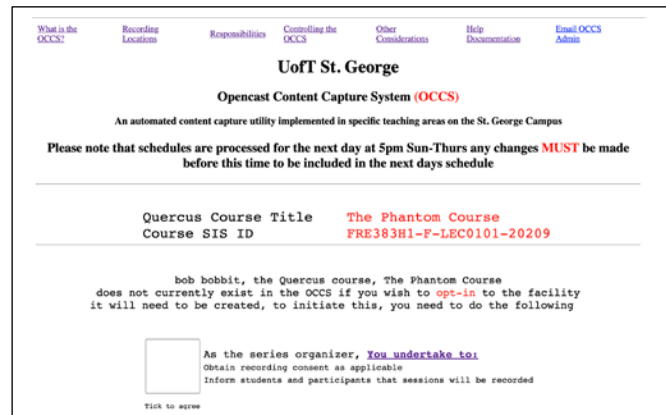 What is the OCCS? Recording Locations Responsibilities Controlling the OCCS Other Considerations Help Documentation Email OCCS Admin
UofT St. George
Opencast Content Capture System (OCCS)
An automated content capture utility implemented in specific teaching areas on the St. George Campus
Please note that schedules are processed for the next day at 5pm Sun-Thurs any changes MUST be made
before this time to be included in the next days schedule
Quercus Course Title The Phantom Course
Course SIS ID FRE383H1-F-LEC0101-20209
bob bobbit, the Quercus course, The Phantom Course
does not currently exist in the OCCS if you wish to opt-in to the facility
it will need to be created, to initiate this, you need to do the following
As the series organizer, You undertake to:
Obtain recording consent as applicable
Inform students and participants that sessions will be recorded
Tick to agree